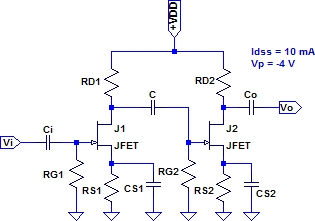 +VDD
Idss = 10 mA
Vp = -4 V
RD1
RD2
C
Co
Vo
Ci
J1
J2
Vi
JFET
JFET
RG1
RG2
RS1
CS1
RS2
CS2